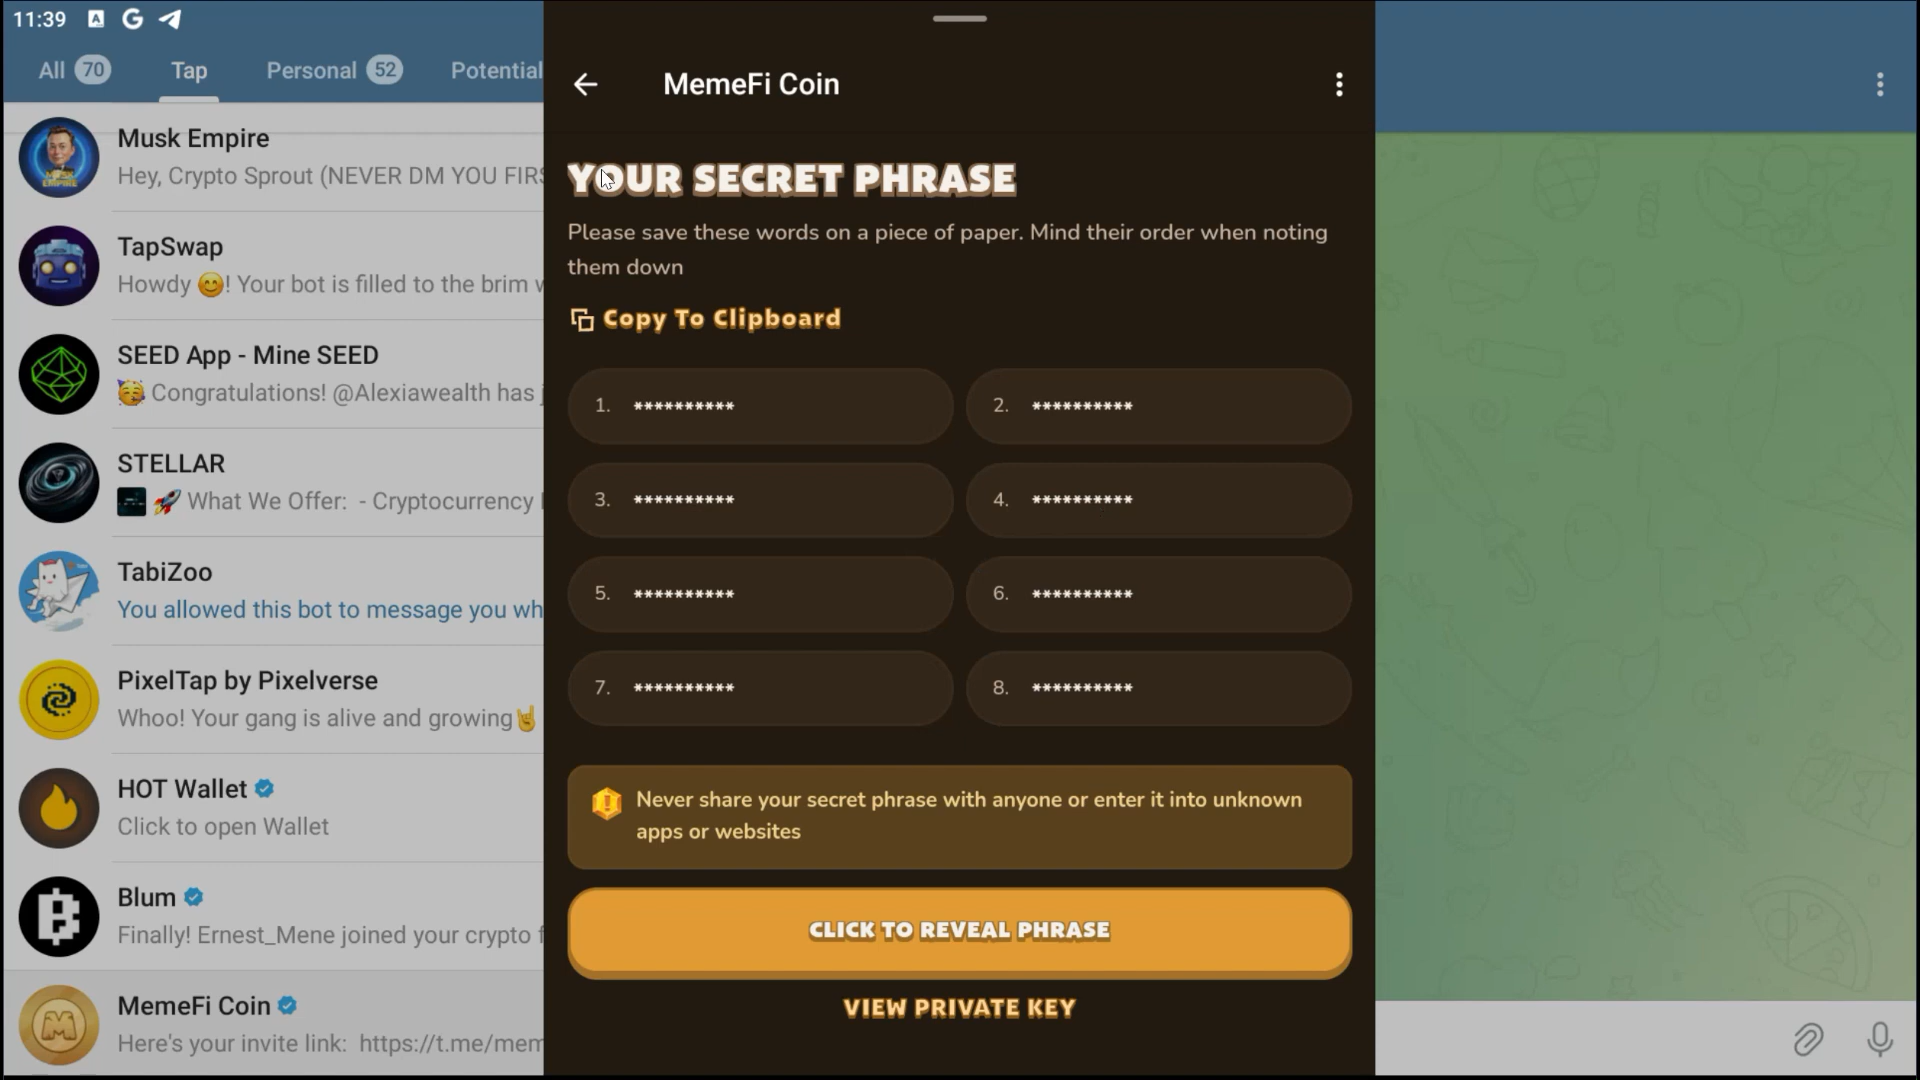 11:39
All 70 Tap Personal 52 Potential
Musk Empire
Hey, Crypto Sprout (NEVER DM YOU FIRS
TapSwap
Howdy 😊! Your bot is filled to the brim w
SEED App - Mine SEED
🥳 Congratulations! @Alexiawealth has j
STELLAR
🚀 What We Offer: - Cryptocurrency
TabiZoo
You allowed this bot to message you wh
PixelTap by Pixelverse
Whoo! Your gang is alive and growing🤘
HOT Wallet
Click to open Wallet
Blum
Finally! Ernest_Mene joined your crypto f
MemeFi Coin
Here's your invite link: https://t.me/mem
MemeFi Coin
YOUR SECRET PHRASE
Please save these words on a piece of paper. Mind their order when noting
them down
Copy To Clipboard
1. **********
2. **********
3. **********
4. **********
5. **********
6. **********
7. **********
8. **********
Never share your secret phrase with anyone or enter it into unknown
apps or websites
CLICK TO REVEAL PHRASE
VIEW PRIVATE KEY